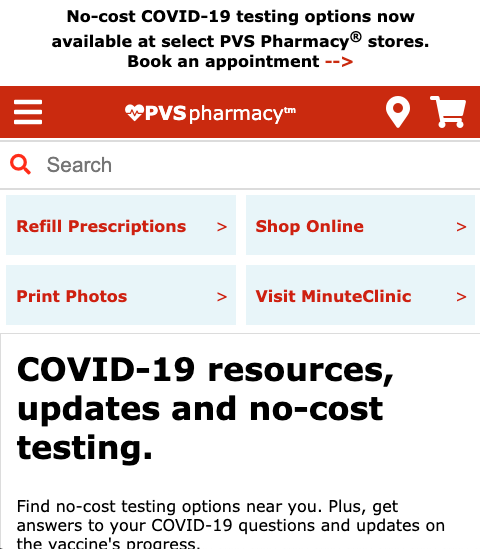 No-cost COVID-19 testing options now
available at select PVS Pharmacy® stores.
Book an appointment -->
PVS pharmacy™
Search
Refill Prescriptions >
Shop Online >
Print Photos >
Visit MinuteClinic >
COVID-19 resources,
updates and no-cost
testing.
Find no-cost testing options near you. Plus, get
answers to your COVID-19 questions and updates on
the vaccine's progress.